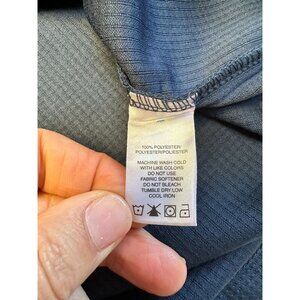 100% POLYESTER/
POLYESTER/POLIESTER
MACHINE WASH COLD
WITH LIKE COLORS
DO NOT USE
FABRIC SOFTENER
DO NOT BLEACH
TUMBLE DRY LOW
COOL IRON